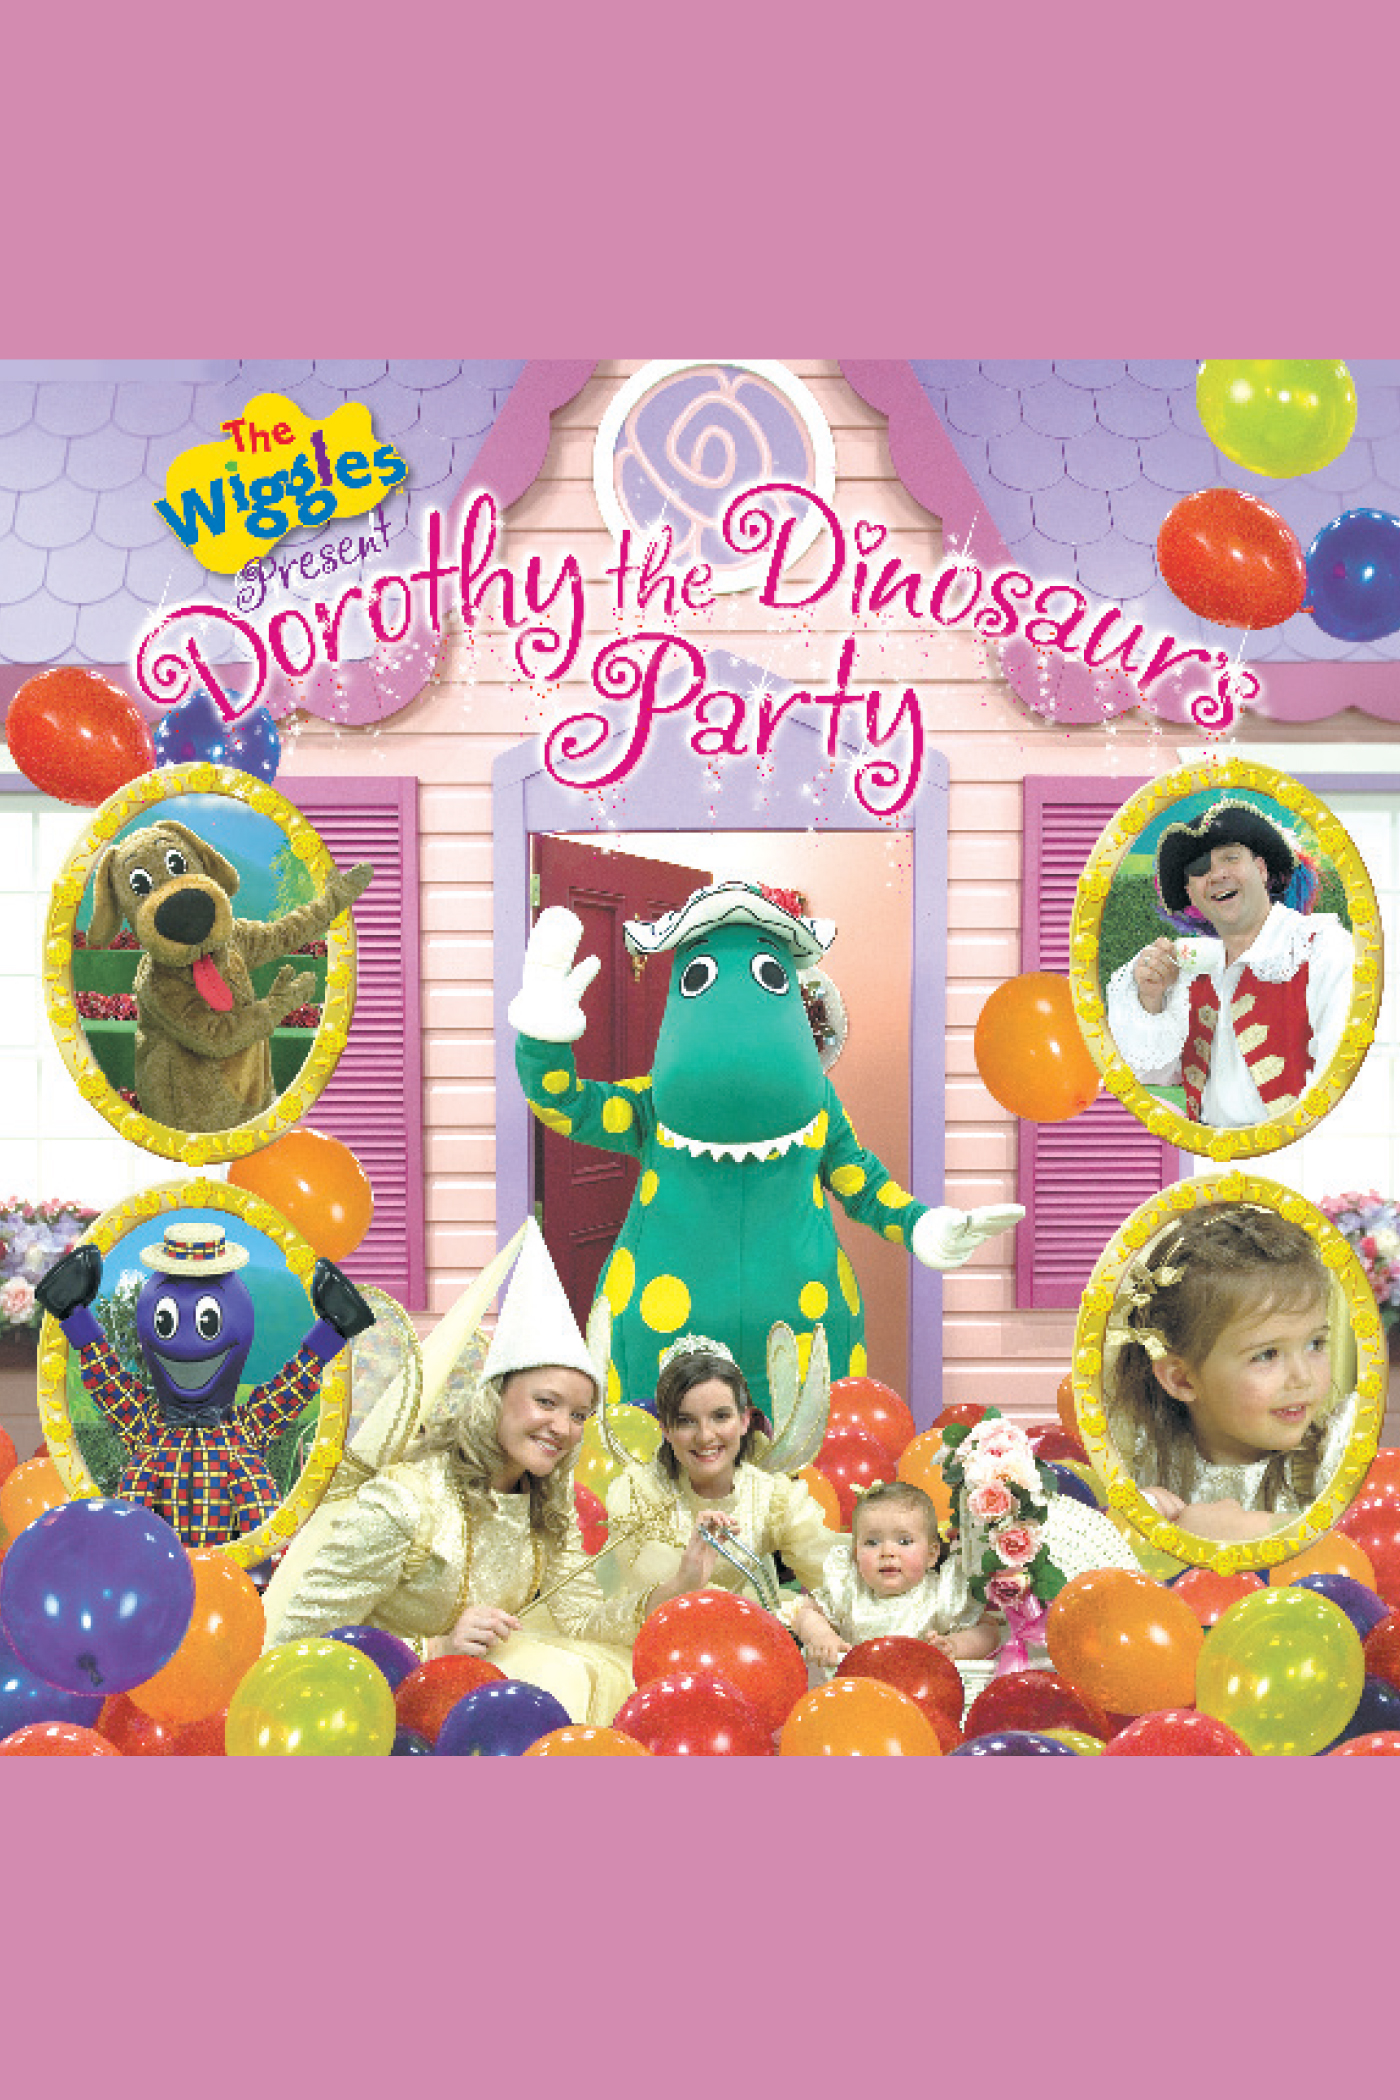 The
Wiggles
Present
Dorothy the Dinosaur's
Party